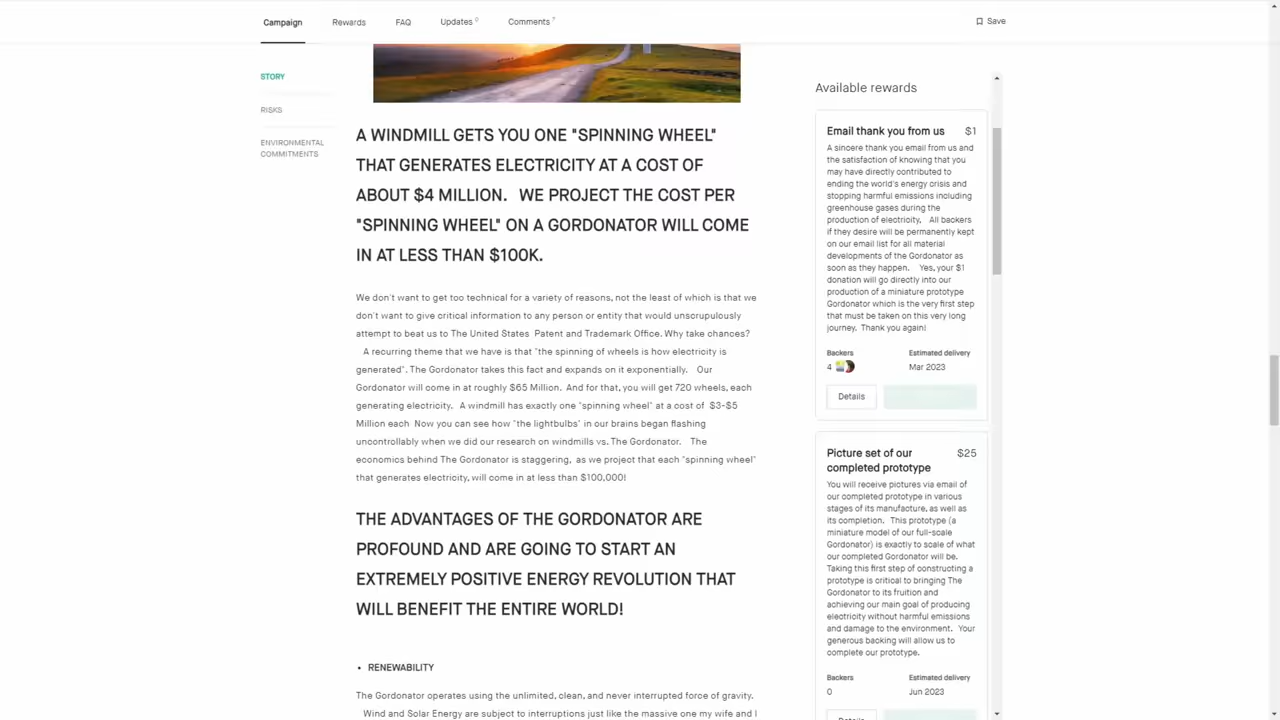 Campaign
Rewards
FAQ
Updates 0
Comments 7
Save
STORY
RISKS
ENVIRONMENTAL
COMMITMENTS
A WINDMILL GETS YOU ONE "SPINNING WHEEL"
THAT GENERATES ELECTRICITY AT A COST OF
ABOUT $4 MILLION. WE PROJECT THE COST PER
"SPINNING WHEEL" ON A GORDONATOR WILL COME
IN AT LESS THAN $100K.
We don't want to get too technical for a variety of reasons, not the least of which is that we
don't want to give critical information to any person or entity that would unscrupulously
attempt to beat us to The United States Patent and Trademark Office. Why take chances?
A recurring theme that we have is that "the spinning of wheels is how electricity is
generated". The Gordonator takes this fact and expands on it exponentially. Our
Gordonator will come in at roughly $65 Million. And for that, you will get 720 wheels, each
generating electricity. A windmill has exactly one "spinning wheel" at a cost of $3-$5
Million each Now you can see how "the lightbulbs" in our brains began flashing
uncontrollably when we did our research on windmills vs. The Gordonator. The
economics behind The Gordonator is staggering, as we project that each "spinning wheel"
that generates electricity, will come in at less than $100,000!
THE ADVANTAGES OF THE GORDONATOR ARE
PROFOUND AND ARE GOING TO START AN
EXTREMELY POSITIVE ENERGY REVOLUTION THAT
WILL BENEFIT THE ENTIRE WORLD!
• RENEWABILITY
The Gordonator operates using the unlimited, clean, and never interrupted force of gravity.
Wind and Solar Energy are subject to interruptions just like the massive one my wife and I
Available rewards
Email thank you from us $1
A sincere thank you email from us and
the satisfaction of knowing that you
may have directly contributed to
ending the world's energy crisis and
stopping harmful emissions including
greenhouse gases during the
production of electricity. All backers
if they desire will be permanently kept
on our email list for all material
developments of the Gordonator as
soon as they happen. Yes, your $1
donation will go directly into our
production of a miniature prototype
Gordonator which is the very first step
that must be taken on this very long
journey. Thank you again!
Backers Estimated delivery
4 Mar 2023
Details
Picture set of our $25
completed prototype
You will receive pictures via email of
our completed prototype in various
stages of its manufacture, as well as
its completion. This prototype (a
miniature model of our full-scale
Gordonator) is exactly to scale of what
our completed Gordonator will be.
Taking this first step of constructing a
prototype is critical to bringing The
Gordonator to its fruition and
achieving our main goal of producing
electricity without harmful emissions
and damage to the environment. Your
generous backing will allow us to
complete our prototype.
Backers Estimated delivery
0 Jun 2023
Details